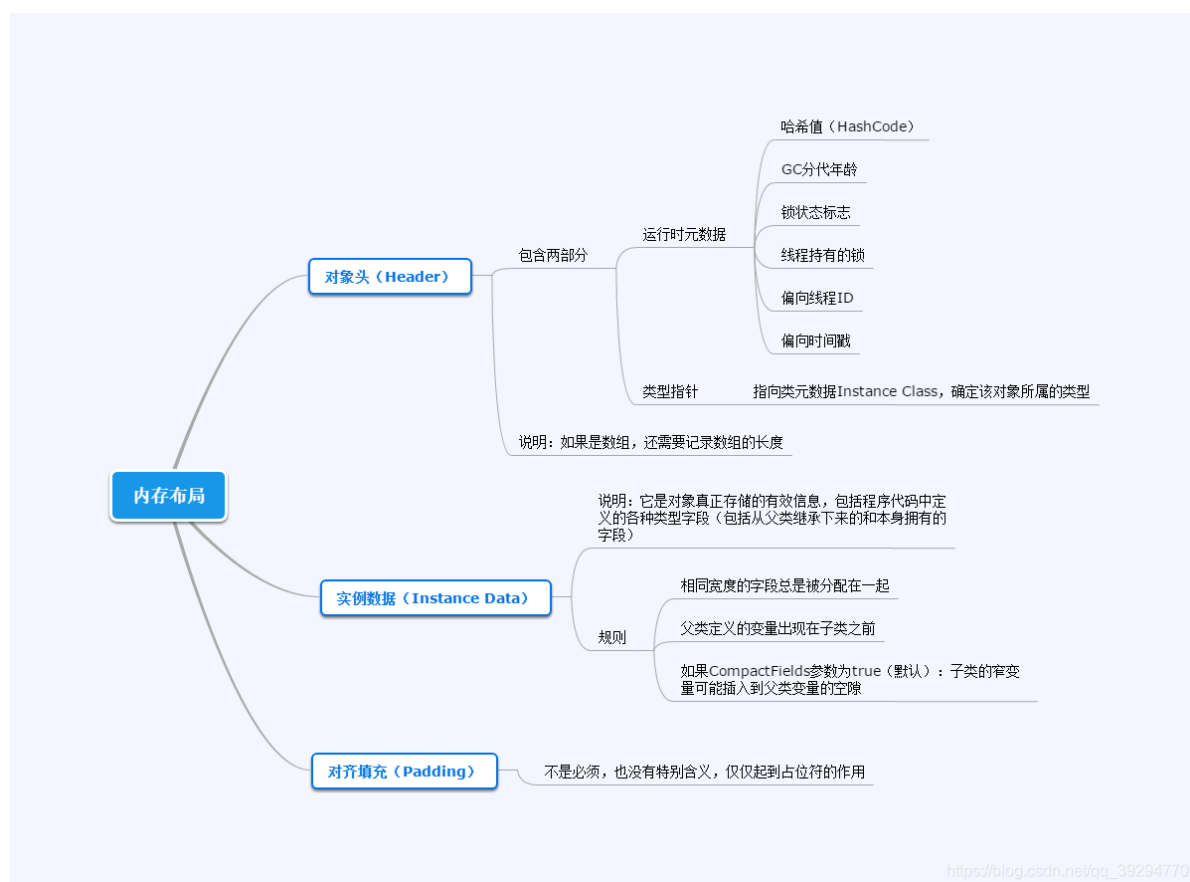 内存布局
对象头（Header）
包含两部分
运行时元数据
哈希值（HashCode）
GC分代年龄
锁状态标志
线程持有的锁
偏向线程ID
偏向时间戳
类型指针
指向类元数据Instance Class，确定该对象所属的类型
说明：如果是数组，还需要记录数组的长度
实例数据（Instance Data）
说明：它是对象真正存储的有效信息，包括程序代码中定
义的各种类型字段（包括从父类继承下来的和本身拥有的
字段）
规则
相同宽度的字段总是被分配在一起
父类定义的变量出现在子类之前
如果CompactFields参数为true（默认）：子类的窄变
量可能插入到父类变量的空隙
对齐填充（Padding）
不是必须，也没有特别含义，仅仅起到占位符的作用
https://blog.csdn.net/qq_39294770